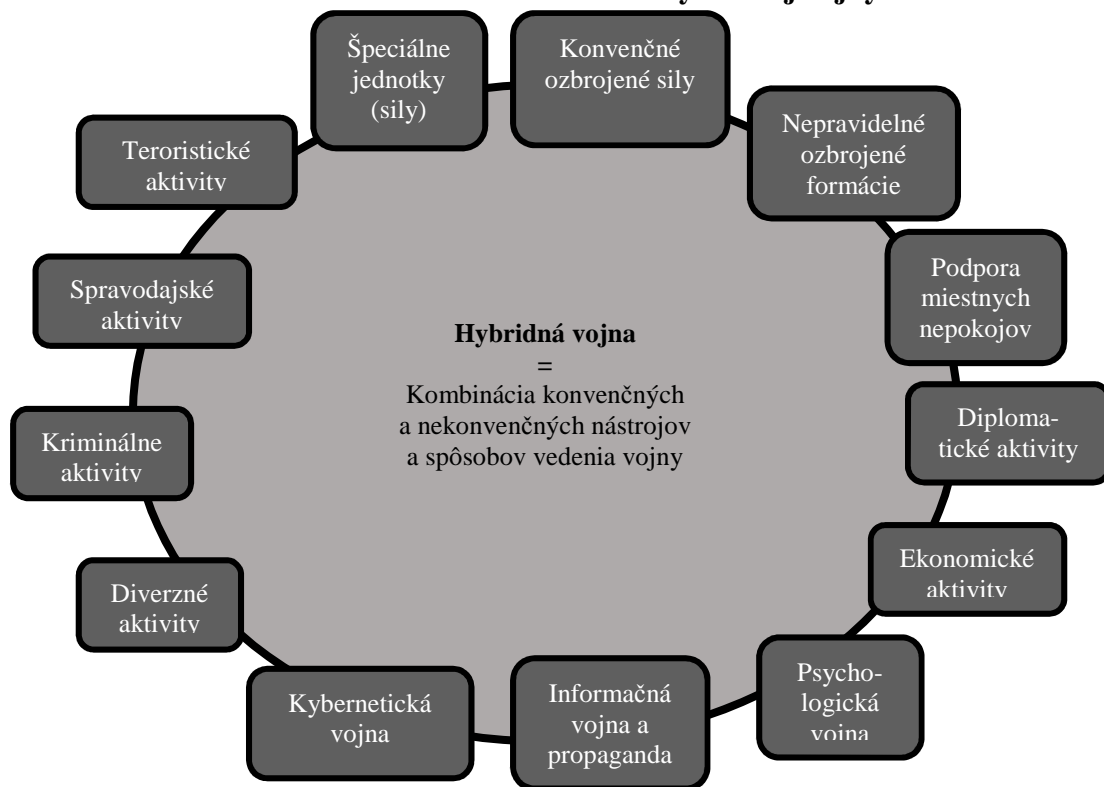 Špeciálne
jednotky
(sily)
Konvenčné
ozbrojené sily
Nepravidelné
ozbrojené
formácie
Podpora
miestnych
nepokojov
Diploma-
tické aktivity
Ekonomické
aktivity
Psycho-
logická
vojna
Informačná
vojna a
propaganda
Kybernetická
vojna
Diverzné
aktivity
Kriminálne
aktivity
Spravodajské
aktivity
Teroristické
aktivity
Hybridná vojna
=
Kombinácia konvenčných
a nekonvenčných nástrojov
a spôsobov vedenia vojny